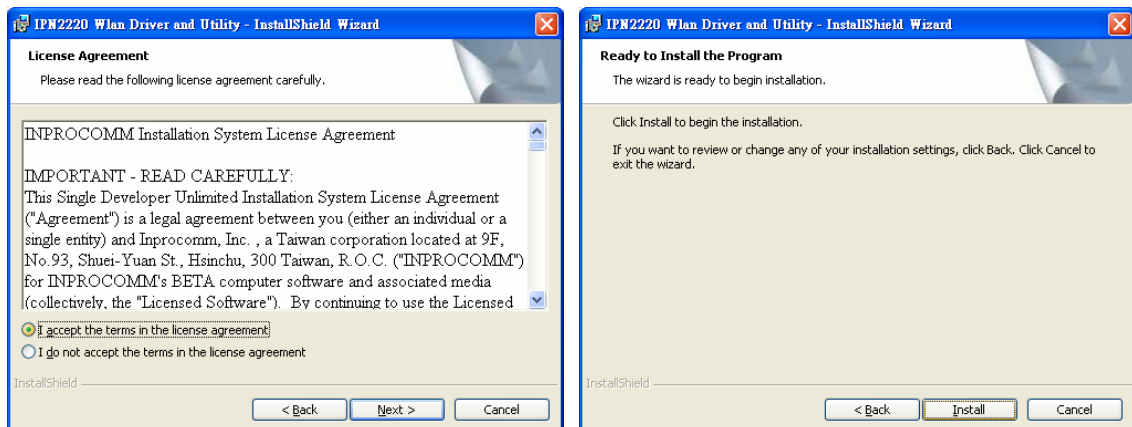 IPN2220 Wlan Driver and Utility - InstallShield Wizard
License Agreement
Please read the following license agreement carefully.
INPROCOMM Installation System License Agreement
IMPORTANT - READ CAREFULLY:
This Single Developer Unlimited Installation System License Agreement
("Agreement") is a legal agreement between you (either an individual or a
single entity) and Inprocomm, Inc. , a Taiwan corporation located at 9F,
No.93, Shuei-Yuan St., Hsinchu, 300 Taiwan, R.O.C. ("INPROCOMM")
for INPROCOMM's BETA computer software and associated media
(collectively, the "Licensed Software").  By continuing to use the Licensed
I accept the terms in the license agreement
I do not accept the terms in the license agreement
InstallShield
< Back
Next >
Cancel
IPN2220 Wlan Driver and Utility - InstallShield Wizard
Ready to Install the Program
The wizard is ready to begin installation.
Click Install to begin the installation.
If you want to review or change any of your installation settings, click Back. Click Cancel to
exit the wizard.
InstallShield
< Back
Install
Cancel